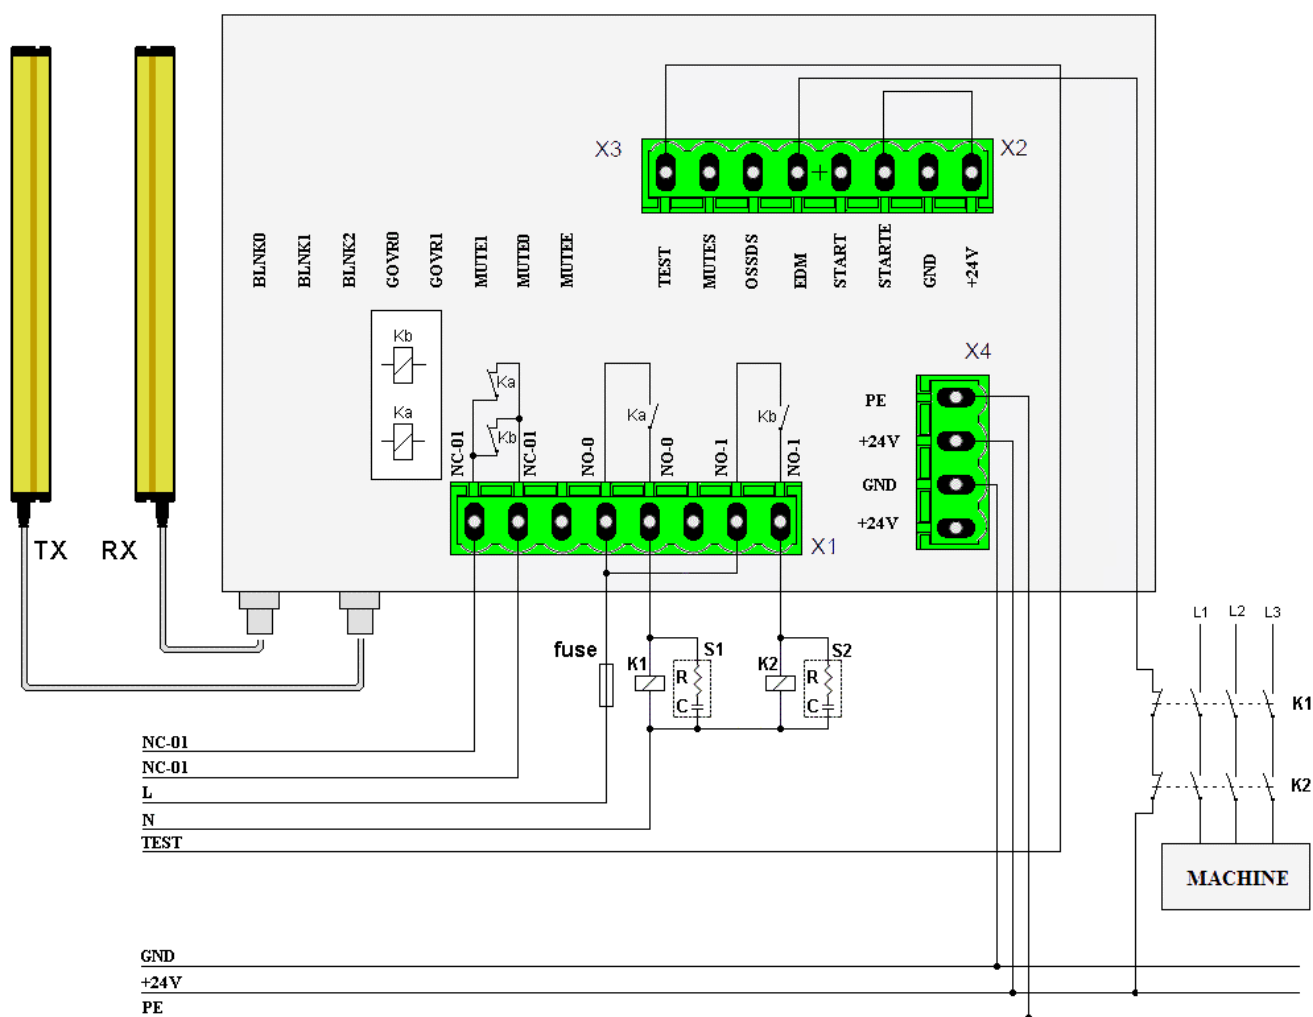 X3
X2
BLNK0
BLNK1
BLNK2
GOVR0
GOVR1
MUTE1
MUTE0
MUTEE
TEST
MUTES
OSSDS
EDM
START
STARTE
GND
+24V
Kb
Ka
Ka
Kb
Ka
Kb
NC-01
NC-01
NO-0
NO-0
NO-1
NO-1
X4
PE
+24V
GND
+24V
X1
TX
RX
fuse
K1
S1
R
C
K2
S2
R
C
L1
L2
L3
K1
K2
MACHINE
NC-01
NC-01
L
N
TEST
GND
+24V
PE